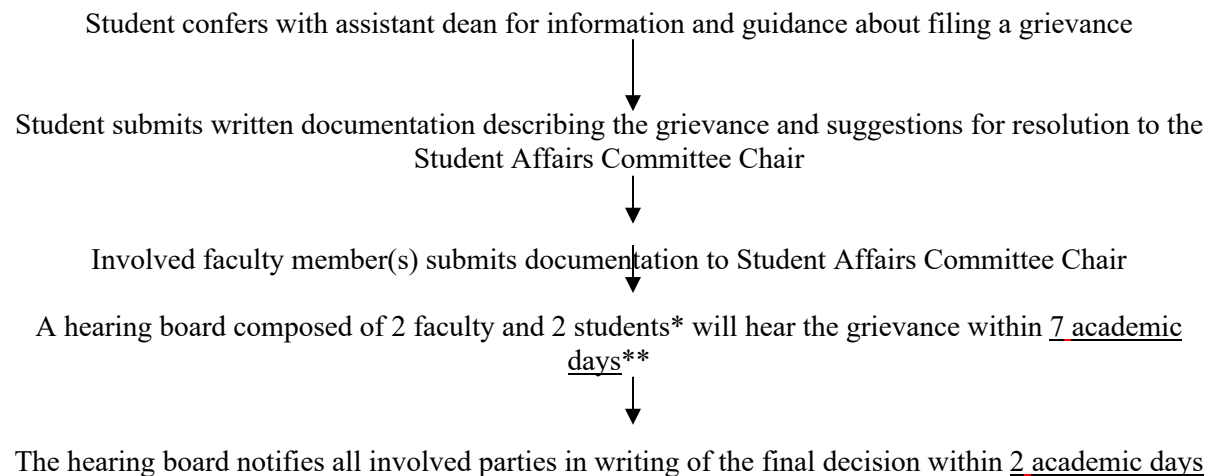 Student confers with assistant dean for information and guidance about filing a grievance
Student submits written documentation describing the grievance and suggestions for resolution to the
Student Affairs Committee Chair
Involved faculty member(s) submits documentation to Student Affairs Committee Chair
A hearing board composed of 2 faculty and 2 students* will hear the grievance within 7 academic
days**
The hearing board notifies all involved parties in writing of the final decision within 2 academic days